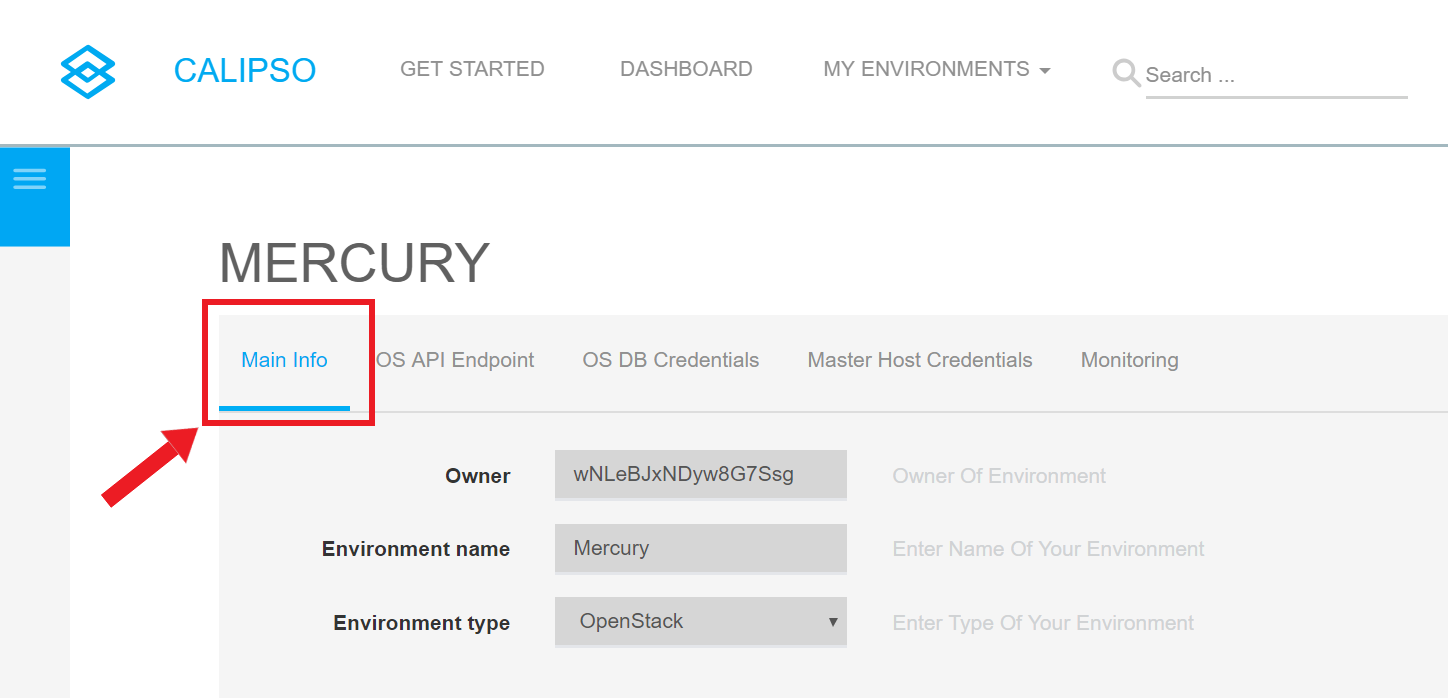 CALIPSO GET STARTED DASHBOARD MY ENVIRONMENTS Search ...
MERCURY
Main Info OS API Endpoint OS DB Credentials Master Host Credentials Monitoring
Owner wNLeBJxNDyw8G7Ssg Owner Of Environment
Environment name Mercury Enter Name Of Your Environment
Environment type OpenStack Enter Type Of Your Environment